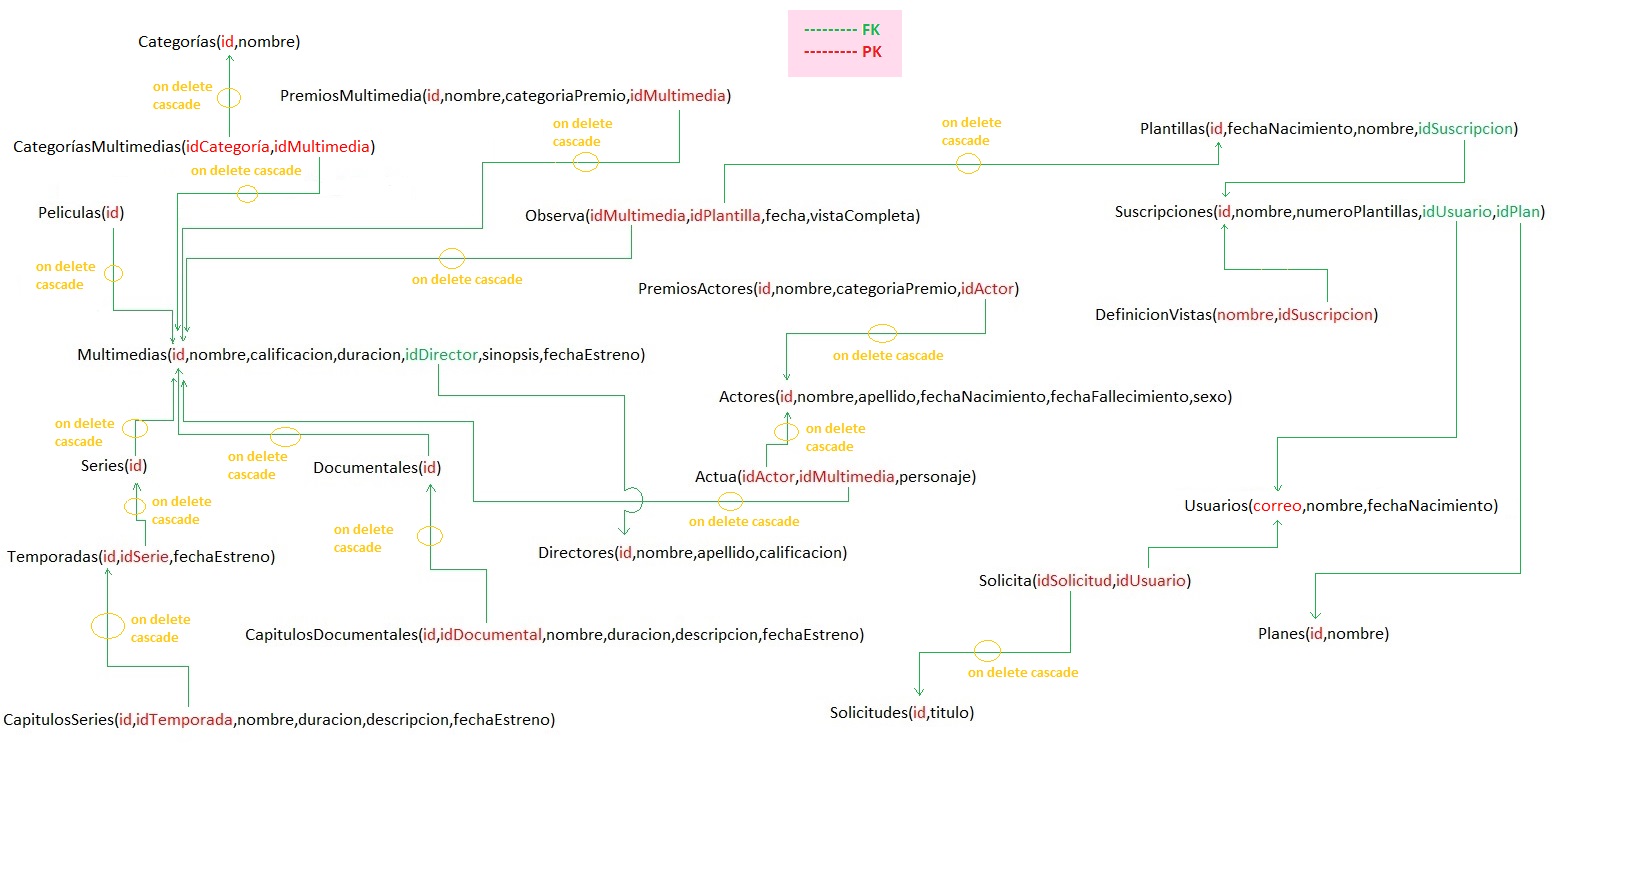 --------- FK
--------- PK
Categorías(id,nombre)
on delete
cascade
PremiosMultimedia(id,nombre,categoriaPremio,idMultimedia)
on delete
cascade
on delete
cascade
Plantillas(id,fechaNacimiento,nombre,idSuscripcion)
CategoríasMultimedias(idCategoría,idMultimedia)
on delete cascade
Peliculas(id)
Observa(idMultimedia,idPlantilla,fecha,vistaCompleta)
Suscripciones(id,nombre,numeroPlantillas,idUsuario,idPlan)
on delete
cascade
on delete cascade
PremiosActores(id,nombre,categoriaPremio,idActor)
DefinicionVistas(nombre,idSuscripcion)
Multimedias(id,nombre,calificacion,duracion,idDirector,sinopsis,fechaEstreno)
on delete cascade
Actores(id,nombre,apellido,fechaNacimiento,fechaFallecimiento,sexo)
on delete
cascade
on delete
cascade
on delete
cascade
Series(id)
Documentales(id)
Actua(idActor,idMultimedia,personaje)
on delete
cascade
on delete cascade
Usuarios(correo,nombre,fechaNacimiento)
on delete
cascade
Temporadas(id,idSerie,fechaEstreno)
Directores(id,nombre,apellido,calificacion)
Solicita(idSolicitud,idUsuario)
on delete
cascade
CapitulosDocumentales(id,idDocumental,nombre,duracion,descripcion,fechaEstreno)
Planes(id,nombre)
on delete cascade
CapitulosSeries(id,idTemporada,nombre,duracion,descripcion,fechaEstreno)
Solicitudes(id,titulo)